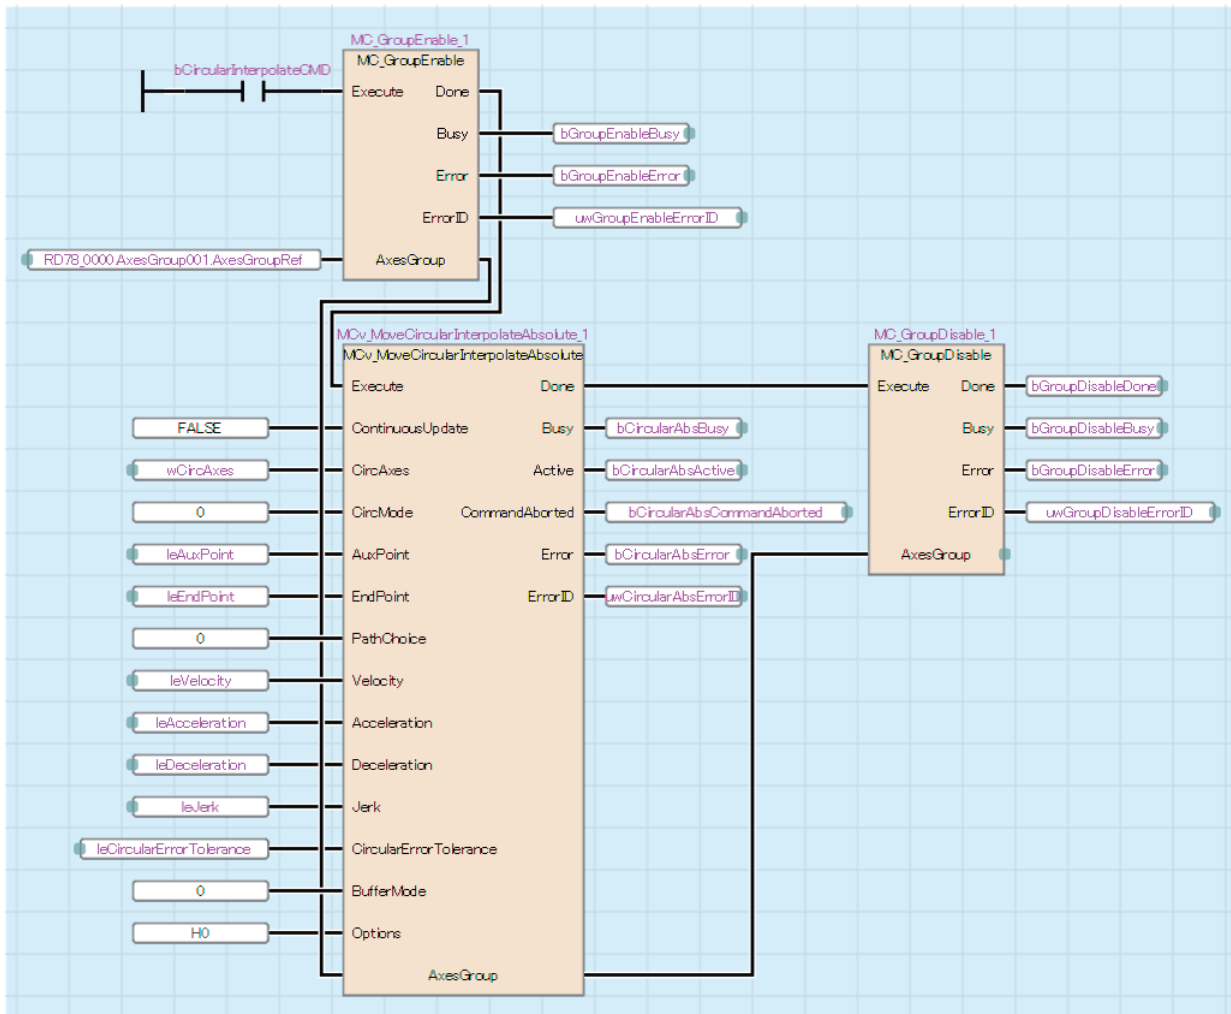 MC_GroupEnable_1
MC_GroupEnable
bCircularInterpolateCMD
Execute Done
Busy bGroupEnableBusy
Error bGroupEnableError
ErrorID uwGroupEnableErrorID
RD78_0000.AxesGroup001.AxesGroupRef AxesGroup
MCv_MoveCircularInterpolateAbsolute_1 MC_GroupDisable_1
MCv_MoveCircularInterpolateAbsolute MC_GroupDisable
Execute Done Execute Done bGroupDisableDone
FALSE ContinuousUpdate Busy bCircularAbsBusy Busy bGroupDisableBusy
wCircAxes CircAxes Active bCircularAbsActive Error bGroupDisableError
0 CircMode CommandAborted bCircularAbsCommandAborted ErrorID uwGroupDisableErrorID
leAuxPoint AuxPoint Error bCircularAbsError AxesGroup
leEndPoint EndPoint ErrorID uwCircularAbsErrorID
0 PathChoice
leVelocity Velocity
leAcceleration Acceleration
leDeceleration Deceleration
leJerk Jerk
leCircularErrorTolerance CircularErrorTolerance
0 BufferMode
H0 Options
AxesGroup